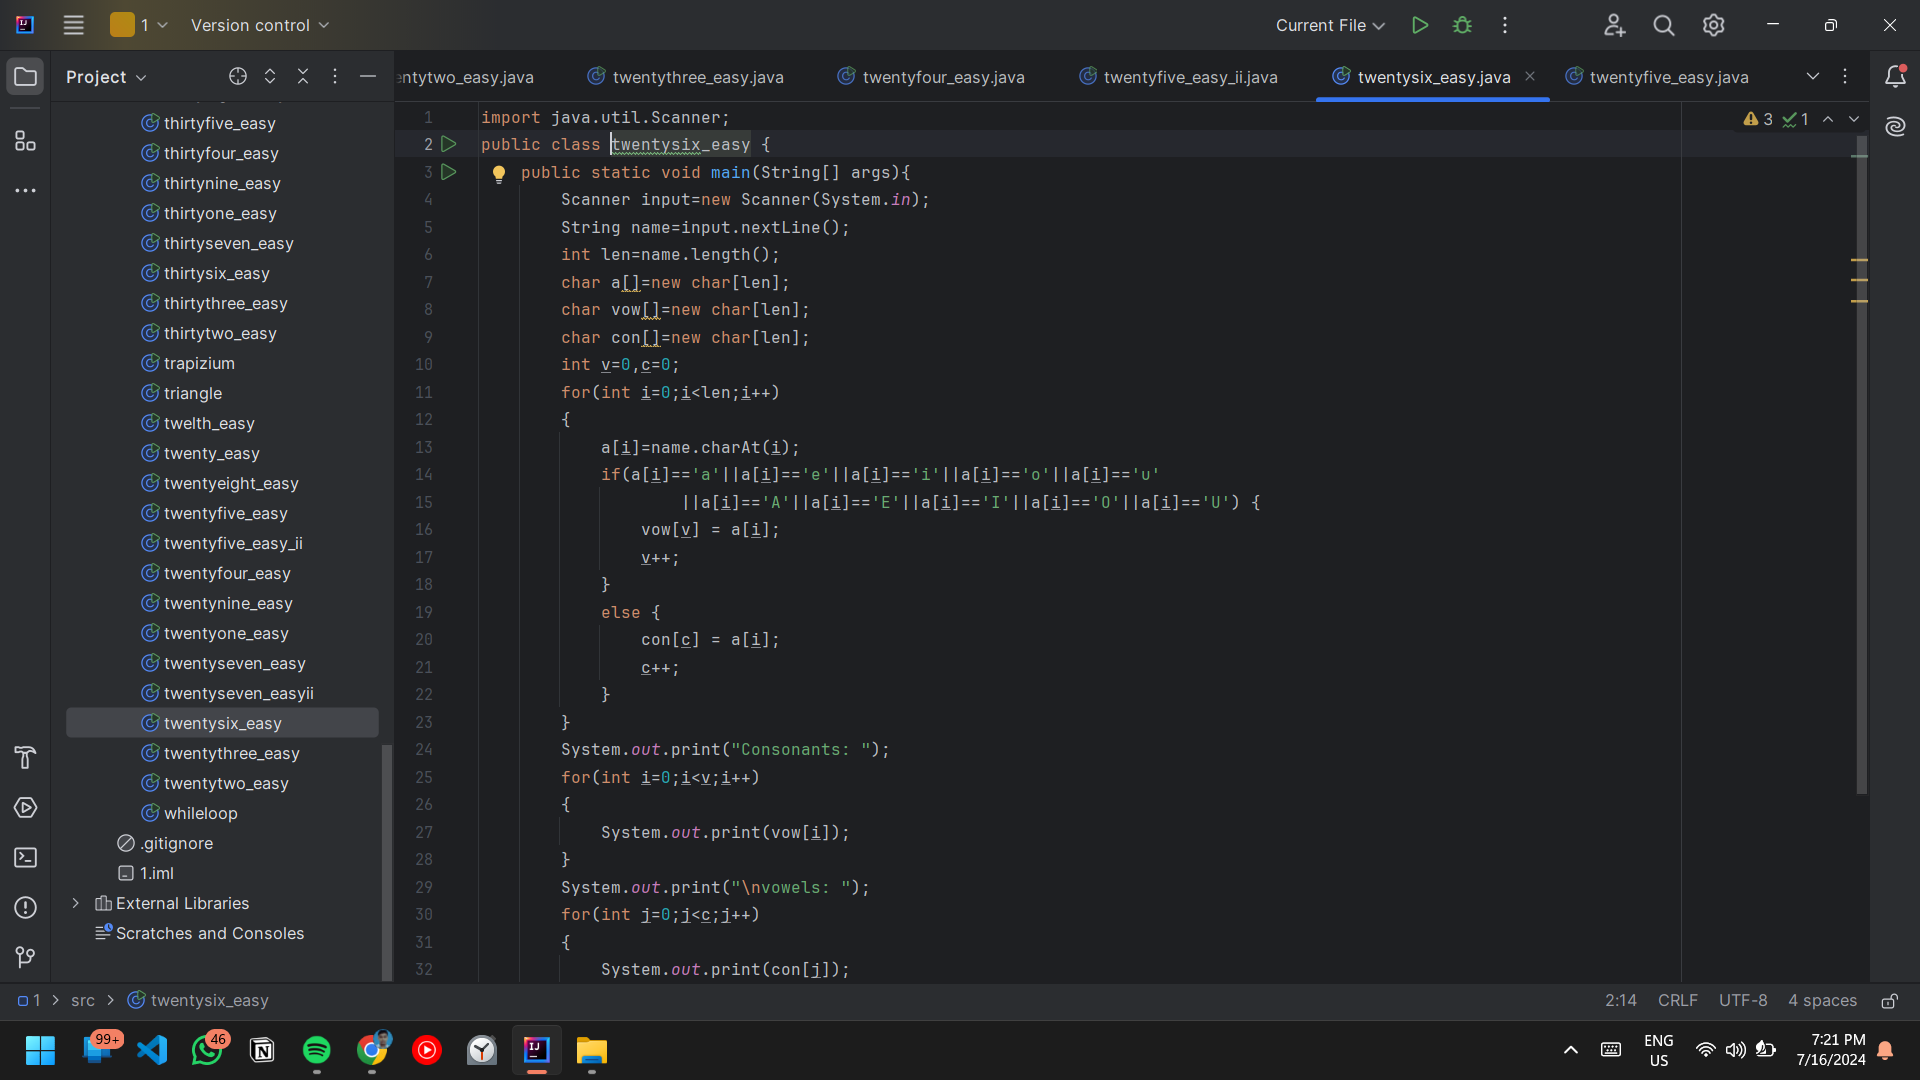 1
Version control
Current File
Project
entytwo_easy.java
twentythree_easy.java
twentyfour_easy.java
twentyfive_easy_ii.java
twentysix_easy.java
twentyfive_easy.java
thirtyfive_easy
thirtyfour_easy
thirtynine_easy
thirtyone_easy
thirtyseven_easy
thirtysix_easy
thirtythree_easy
thirtytwo_easy
trapizium
triangle
twelth_easy
twenty_easy
twentyeight_easy
twentyfive_easy
twentyfive_easy_ii
twentyfour_easy
twentynine_easy
twentyone_easy
twentyseven_easy
twentyseven_easyii
twentysix_easy
twentythree_easy
twentytwo_easy
whileloop
.gitignore
1.iml
External Libraries
Scratches and Consoles
3 1
1 import java.util.Scanner;
2 public class twentysix_easy {
3 public static void main(String[] args){
4 Scanner input=new Scanner(System.in);
5 String name=input.nextLine();
6 int len=name.length();
7 char a[]=new char[len];
8 char vow[]=new char[len];
9 char con[]=new char[len];
10 int v=0,c=0;
11 for(int i=0;i<len;i++)
12 {
13 a[i]=name.charAt(i);
14 if(a[i]=='a'||a[i]=='e'||a[i]=='i'||a[i]=='o'||a[i]=='u'
15 ||a[i]=='A'||a[i]=='E'||a[i]=='I'||a[i]=='O'||a[i]=='U') {
16 vow[v] = a[i];
17 v++;
18 }
19 else {
20 con[c] = a[i];
21 c++;
22 }
23 }
24 System.out.print("Consonants: ");
25 for(int i=0;i<v;i++)
26 {
27 System.out.print(vow[i]);
28 }
29 System.out.print("\nvowels: ");
30 for(int j=0;j<c;j++)
31 {
32 System.out.print(con[j]);
1 > src > twentysix_easy
2:14 CRLF UTF-8 4 spaces
99+
46
ENG
US
7:21 PM
7/16/2024